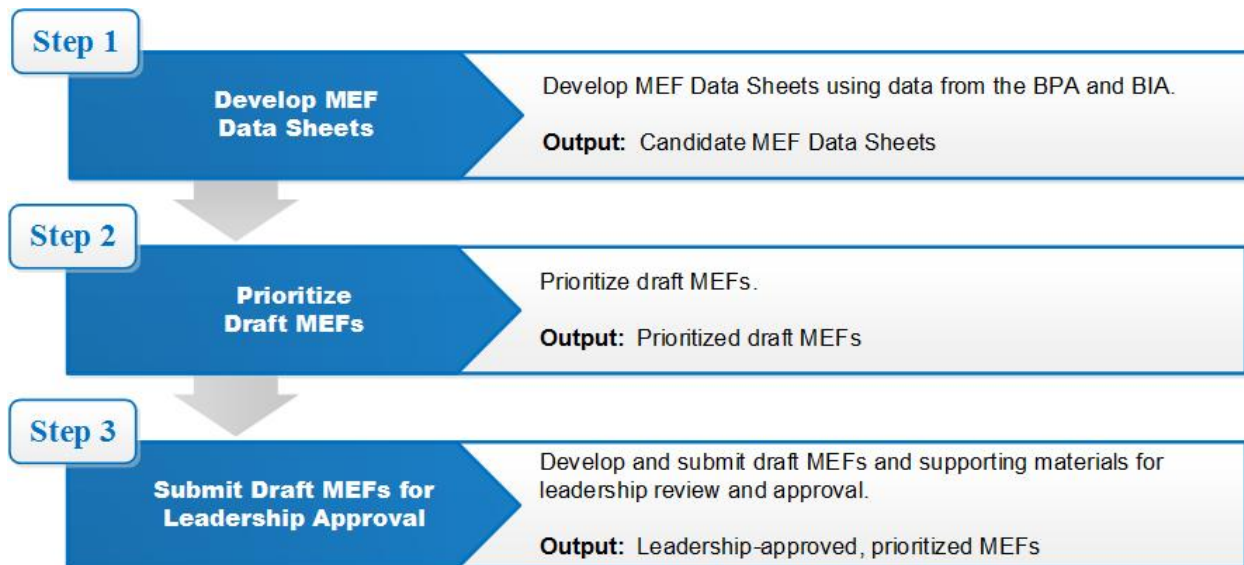 Step 1
Develop MEF
Data Sheets
Develop MEF Data Sheets using data from the BPA and BIA.
Output: Candidate MEF Data Sheets
Step 2
Prioritize
Draft MEFs
Prioritize draft MEFs.
Output: Prioritized draft MEFs
Step 3
Submit Draft MEFs for
Leadership Approval
Develop and submit draft MEFs and supporting materials for
leadership review and approval.
Output: Leadership-approved, prioritized MEFs